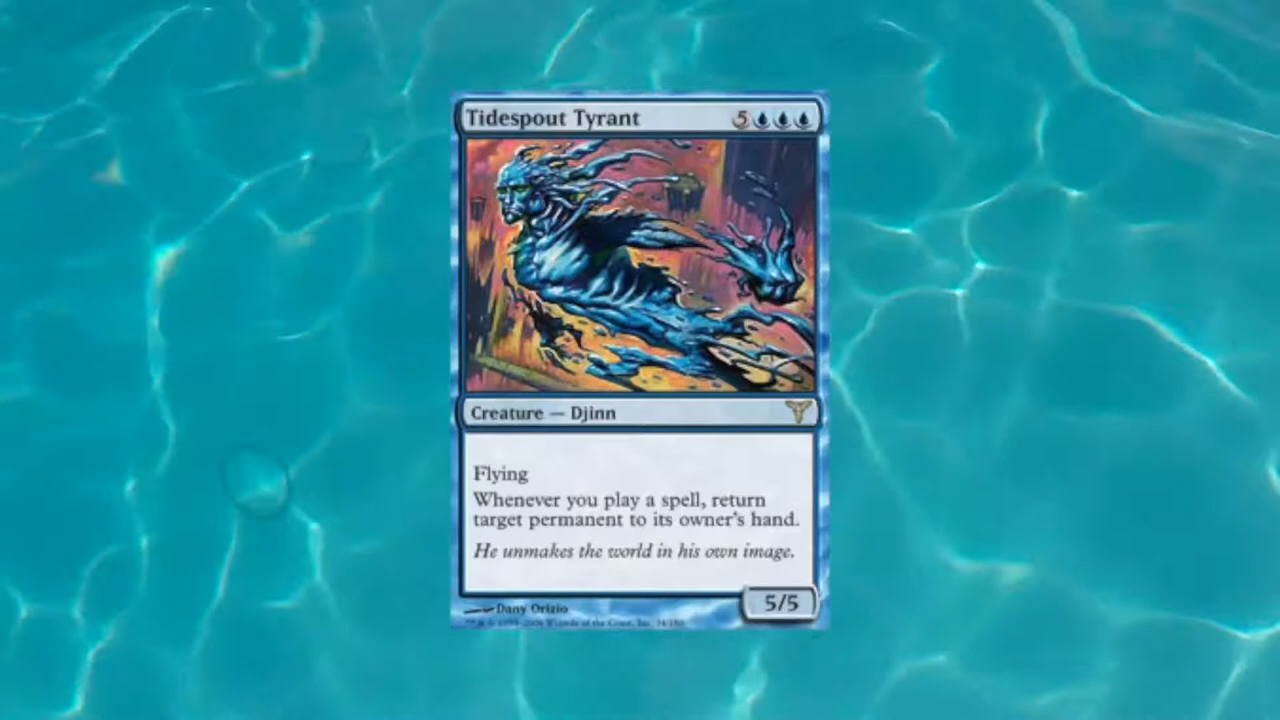 Tidespout Tyrant 5
Creature — Djinn
Flying
Whenever you play a spell, return
target permanent to its owner's hand.
He unmakes the world in his own image.
5/5
Dany Orizio